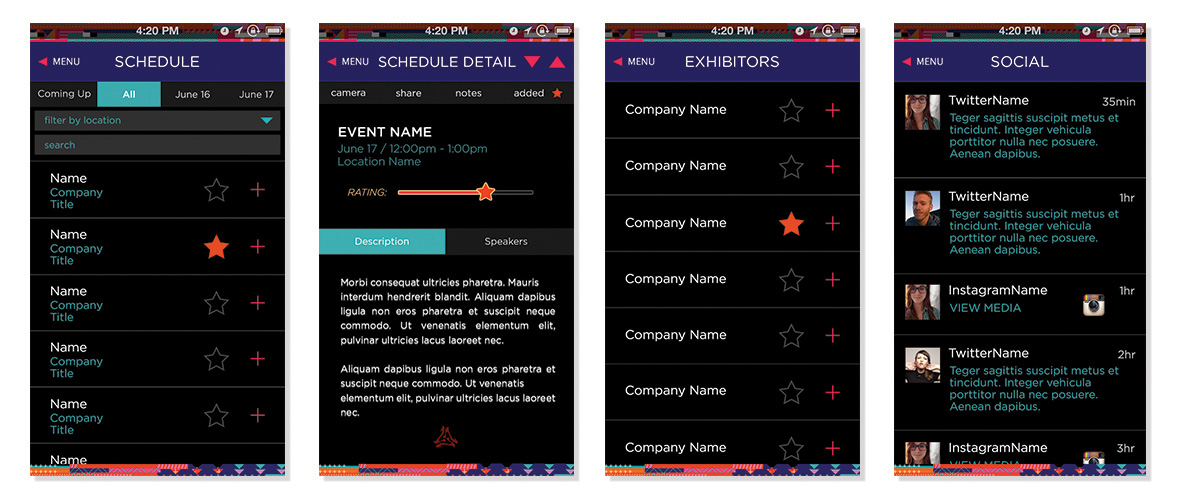 4:20 PM
MENU SCHEDULE
Coming Up All June 16 June 17
filter by location
search
Name
Company
Title
Name
Company
Title
Name
Company
Title
Name
Company
Title
Name
Company
Title
Name
4:20 PM
MENU SCHEDULE DETAIL
camera share notes added
EVENT NAME
June 17 / 12:00pm - 1:00pm
Location Name
RATING:
Description Speakers
Morbi consequat ultricies pharetra. Mauris
interdum hendrerit blandit. Aliquam dapibus
ligula non eros pharetra et suscipit neque
commodo. Ut venenatis elementum elit,
pulvinar ultricies lacus laoreet nec.
Aliquam dapibus ligula non eros pharetra et
suscipit neque commodo. Ut venenatis
elementum elit, pulvinar ultricies lacus laoreet
nec.
4:20 PM
MENU EXHIBITORS
Company Name
Company Name
Company Name
Company Name
Company Name
Company Name
Company Name
4:20 PM
MENU SOCIAL
TwitterName 35min
Teger sagittis suscipit metus et
tincidunt. Integer vehicula
porttitor nulla nec posuere.
Aenean dapibus.
TwitterName 1hr
Teger sagittis suscipit metus et
tincidunt. Integer vehicula
porttitor nulla nec posuere.
Aenean dapibus.
InstagramName 1hr
VIEW MEDIA
TwitterName 2hr
Teger sagittis suscipit metus et
tincidunt. Integer vehicula
porttitor nulla nec posuere.
Aenean dapibus.
InstagramName 3hr
VIEW MEDIA